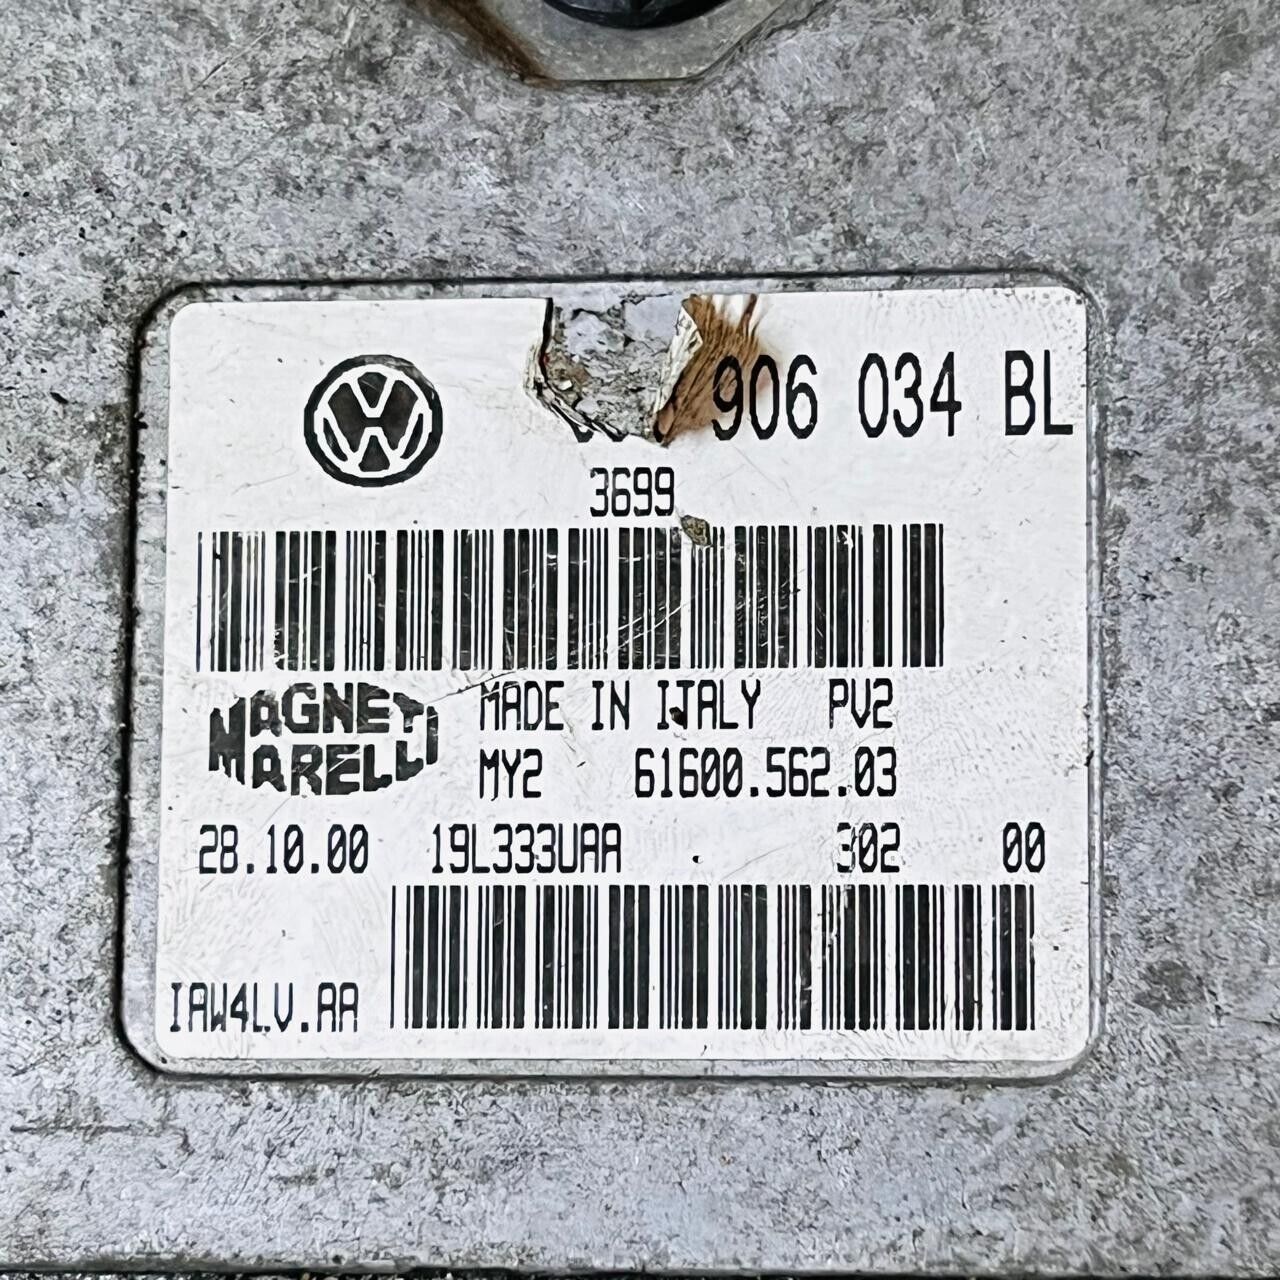 906 034 BL
3699
MAGNETI MARELLI
MADE IN ITALY PV2
MY2 61600.562.03
28.10.00 19L333UAA 302 00
IAW4LV.AA